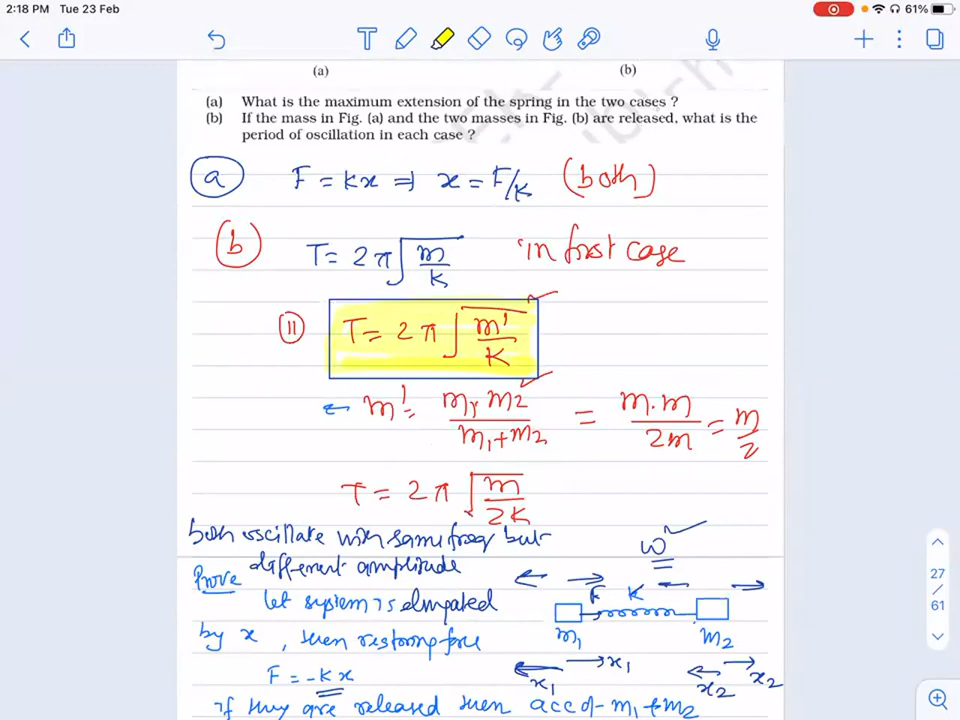 2:18 PM Tue 23 Feb 61%
(a) (b)
(a) What is the maximum extension of the spring in the two cases ?
(b) If the mass in Fig. (a) and the two masses in Fig. (b) are released, what is the
period of oscillation in each case ?
a F = kx ⇒ x = F/k (both)
b T = 2π√(m/k) in first case
II T = 2π√(m'/K)
m' = m1 m2/(m1+m2) = m.m/2m = m/2
T = 2π√(m/2K)
both oscillate with same freq but
different amplitude
ω
Prove
let system is elongated
F K
by x, then restoring force
m1 m2
F = -Kx
x1 x1 x2 x2
if they are released then acc of m1 + m2
27
/
61